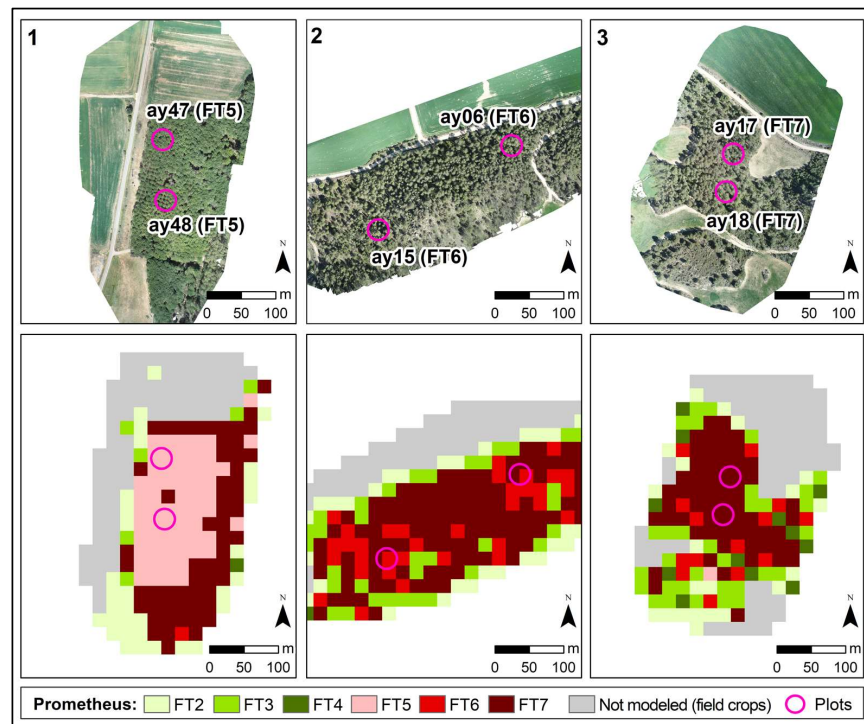 1
ay47 (FT5)
ay48 (FT5)
N
m
0 50 100
2
ay06 (FT6)
ay15 (FT6)
N
m
0 50 100
3
ay17 (FT7)
ay18 (FT7)
N
m
0 50 100
N
m
0 50 100
N
m
0 50 100
N
m
0 50 100
Prometheus: FT2 FT3 FT4 FT5 FT6 FT7 Not modeled (field crops) Plots